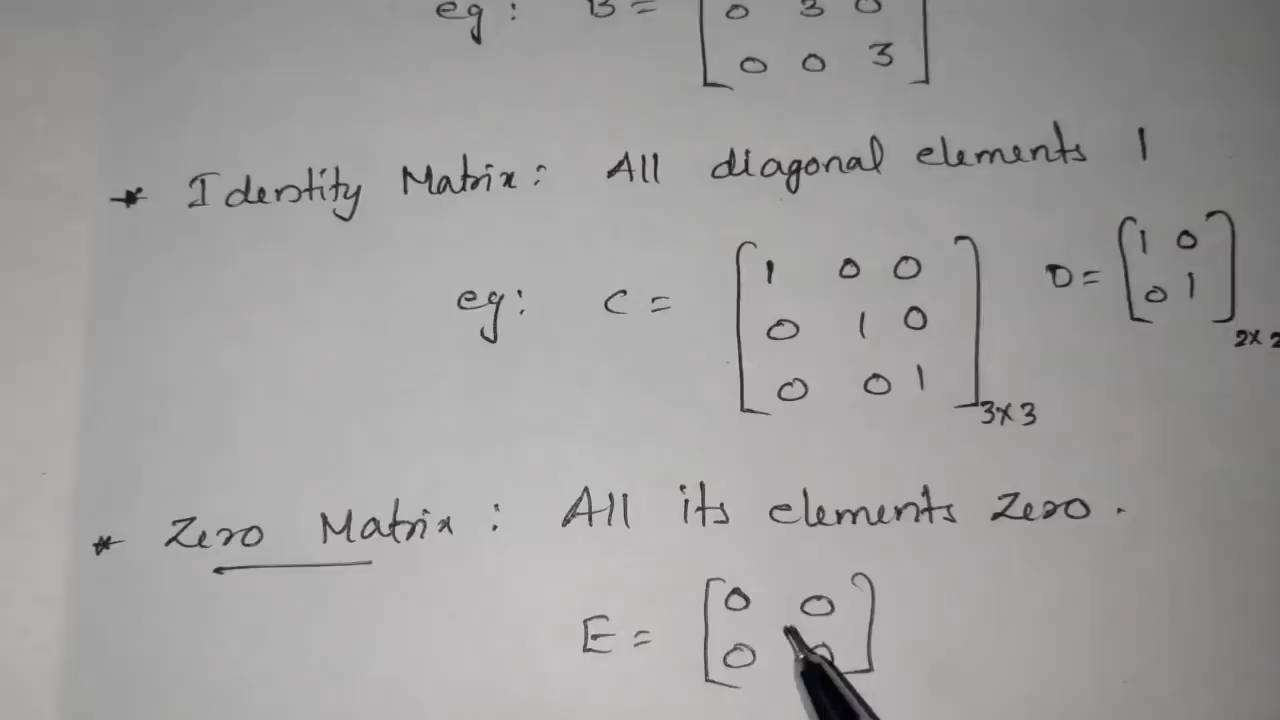 eg : B = 0 3 0
0 0 3
* Identity Matrix : All diagonal elements 1
eg : C = 1 0 0 D = 1 0
0 1 0 0 1
0 0 1 2x2
3x3
* Zero Matrix : All its elements Zero .
E = 0 0
0 0